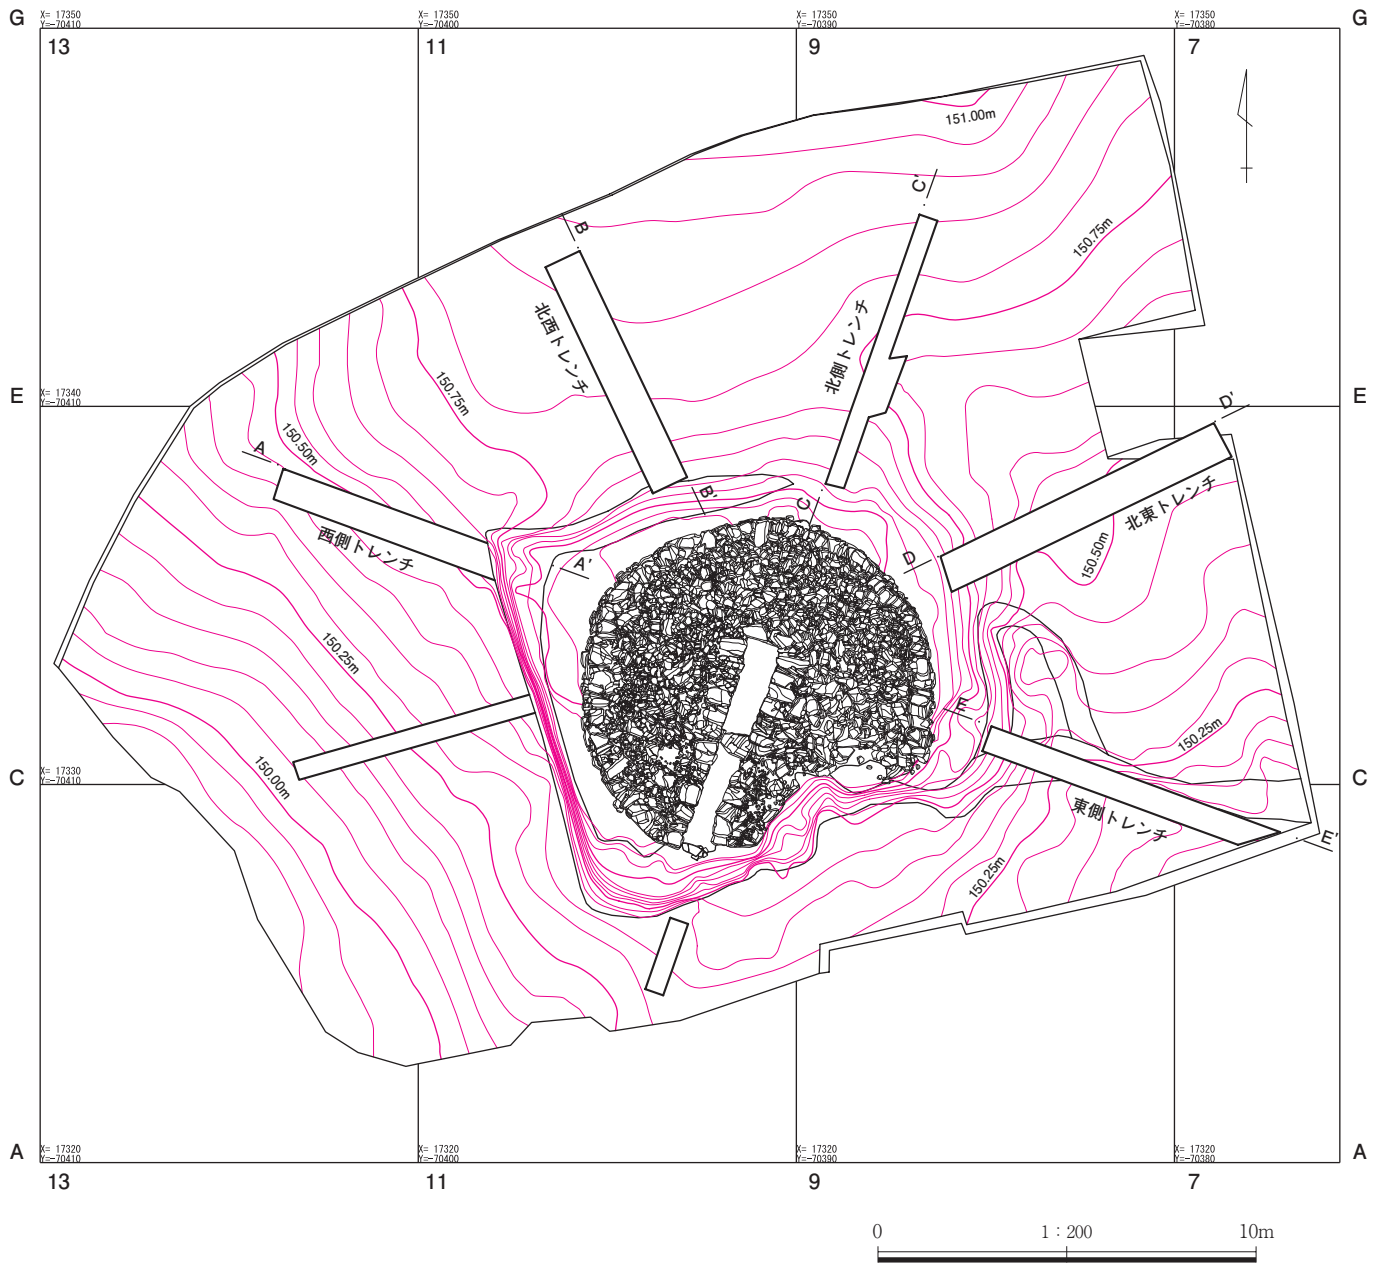 G
X= 17350
Y=-70410
X= 17350
Y=-70400
X= 17350
Y=-70390
X= 17350
Y=-70380
G
13
11
9
7
151.00m
C'
B
150.75m
北西トレンチ
北側トレンチ
150.75m
E
X= 17340
Y=-70410
E
D'
A
150.50m
B'
C
北東トレンチ
西側トレンチ
A'
D
150.50m
150.25m
E
150.25m
150.00m
C
X= 17330
Y=-70410
C
東側トレンチ
E'
150.25m
A
X= 17320
Y=-70410
X= 17320
Y=-70400
X= 17320
Y=-70390
X= 17320
Y=-70380
A
13
11
9
7
0
1：200
10m